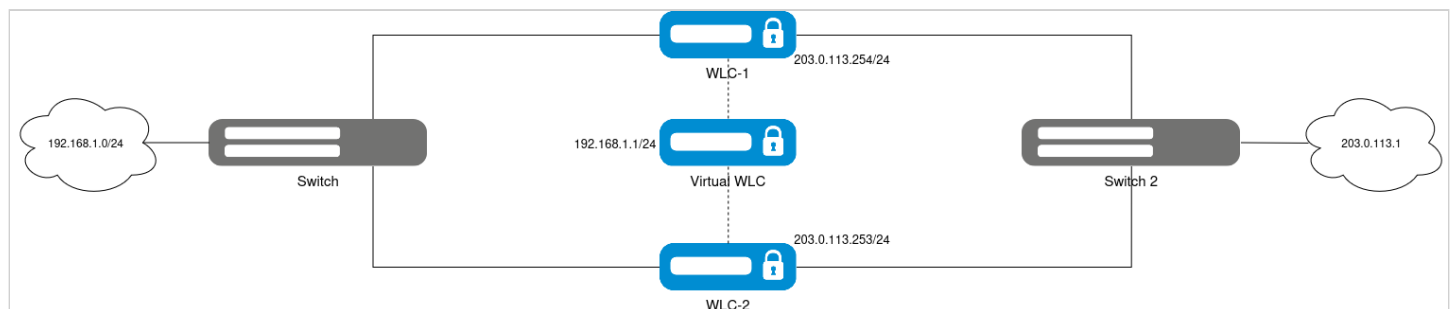 203.0.113.254/24
WLC-1
192.168.1.0/24
192.168.1.1/24
203.0.113.1
Switch
Virtual WLC
Switch 2
203.0.113.253/24
WLC-2